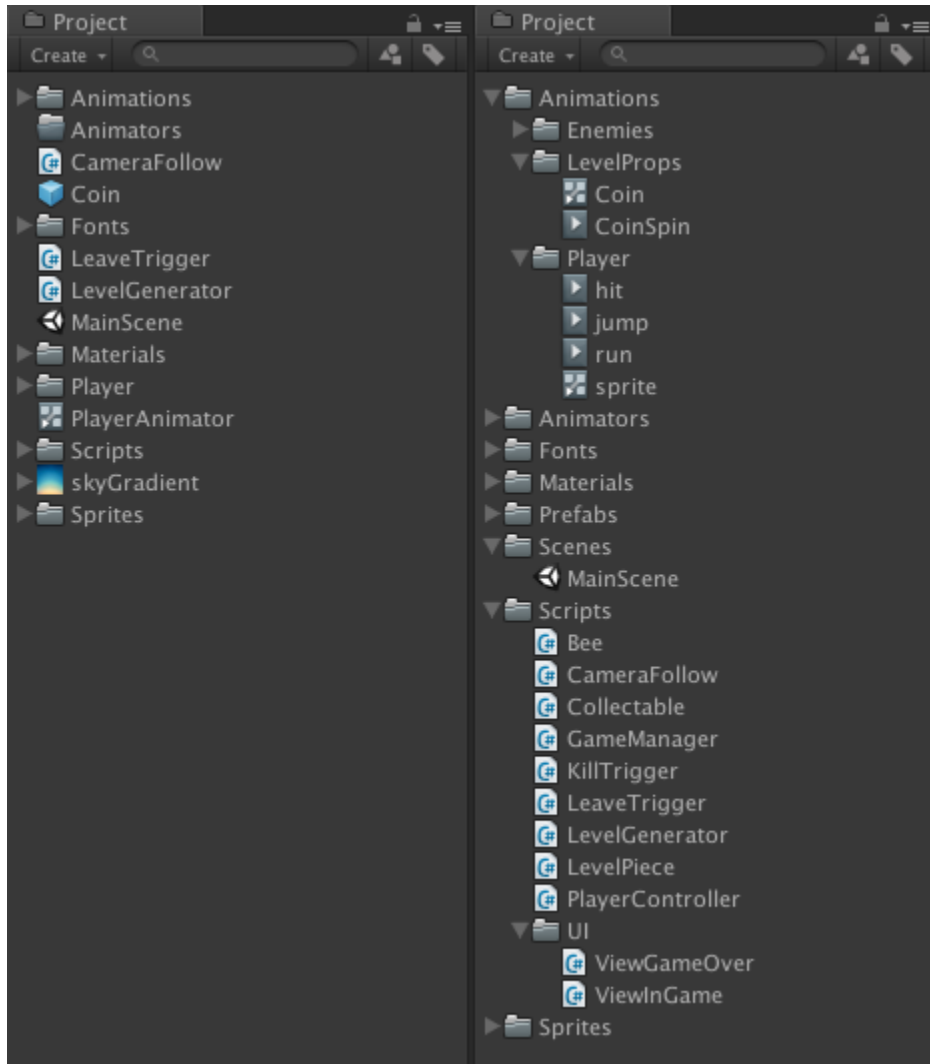 Project
Create
Animations
Animators
CameraFollow
Coin
Fonts
LeaveTrigger
LevelGenerator
MainScene
Materials
Player
PlayerAnimator
Scripts
skyGradient
Sprites
Project
Create
Animations
Enemies
LevelProps
Coin
CoinSpin
Player
hit
jump
run
sprite
Animators
Fonts
Materials
Prefabs
Scenes
MainScene
Scripts
Bee
CameraFollow
Collectable
GameManager
KillTrigger
LeaveTrigger
LevelGenerator
LevelPiece
PlayerController
UI
ViewGameOver
ViewInGame
Sprites